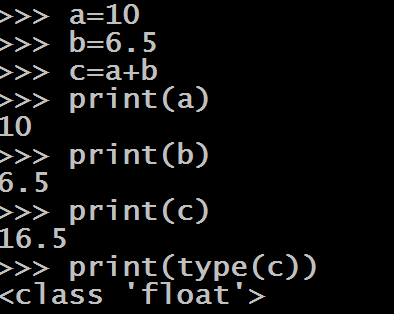 >>> a=10
>>> b=6.5
>>> c=a+b
>>> print(a)
10
>>> print(b)
6.5
>>> print(c)
16.5
>>> print(type(c))
<class 'float'>